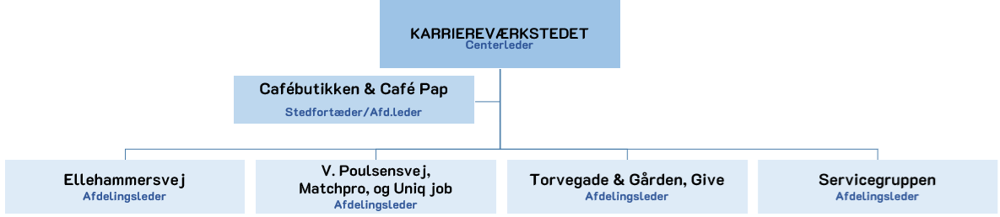 KARRIEREVÆRKSTEDET
Centerleder
Cafébutikken & Café Pap
Stedfortæder/Afd.leder
Ellehammersvej
Afdelingsleder
V. Poulsensvej,
Matchpro, og Uniq job
Afdelingsleder
Torvegade & Gården, Give
Afdelingsleder
Servicegruppen
Afdelingsleder